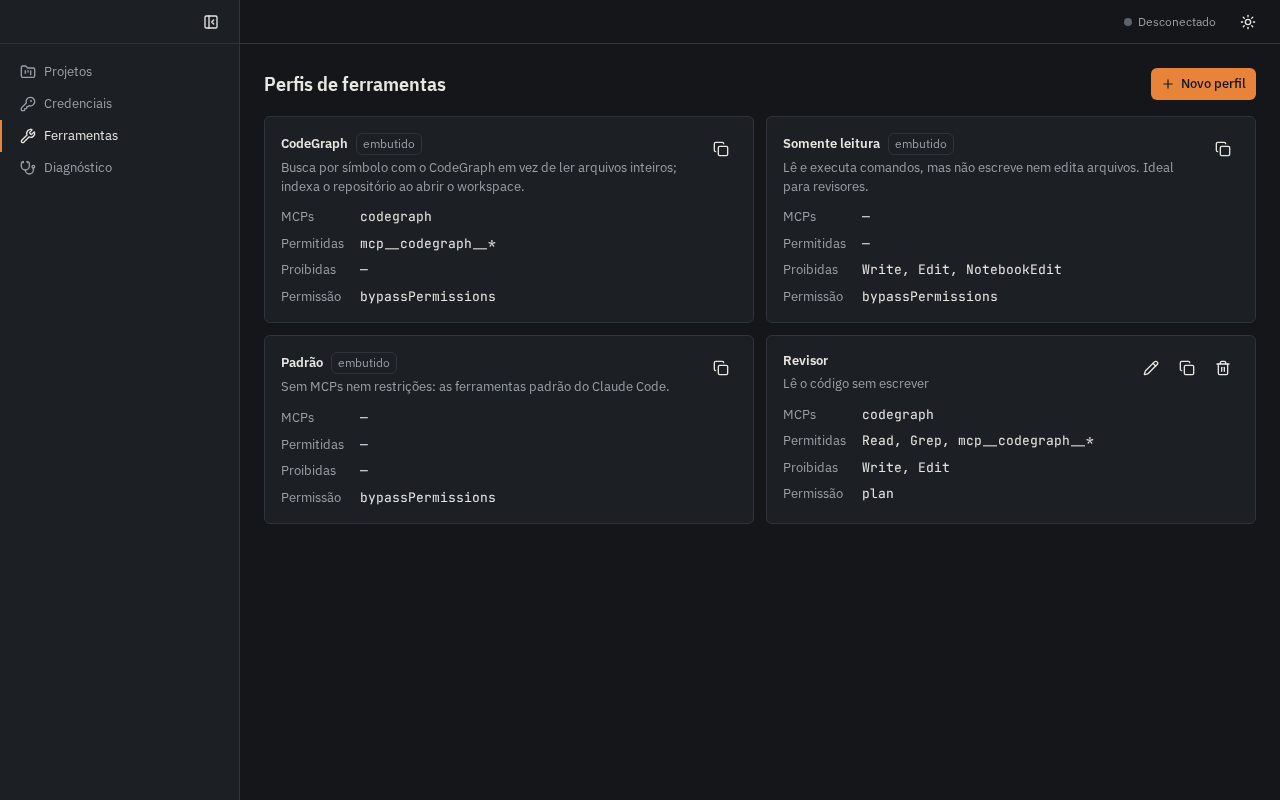 Desconectado
Projetos
Credenciais
Ferramentas
Diagnóstico
Perfis de ferramentas
Novo perfil
CodeGraph embutido
Busca por símbolo com o CodeGraph em vez de ler arquivos inteiros;
indexa o repositório ao abrir o workspace.
MCPs codegraph
Permitidas mcp__codegraph__*
Proibidas —
Permissão bypassPermissions
Somente leitura embutido
Lê e executa comandos, mas não escreve nem edita arquivos. Ideal
para revisores.
MCPs —
Permitidas —
Proibidas Write, Edit, NotebookEdit
Permissão bypassPermissions
Padrão embutido
Sem MCPs nem restrições: as ferramentas padrão do Claude Code.
MCPs —
Permitidas —
Proibidas —
Permissão bypassPermissions
Revisor
Lê o código sem escrever
MCPs codegraph
Permitidas Read, Grep, mcp__codegraph__*
Proibidas Write, Edit
Permissão plan